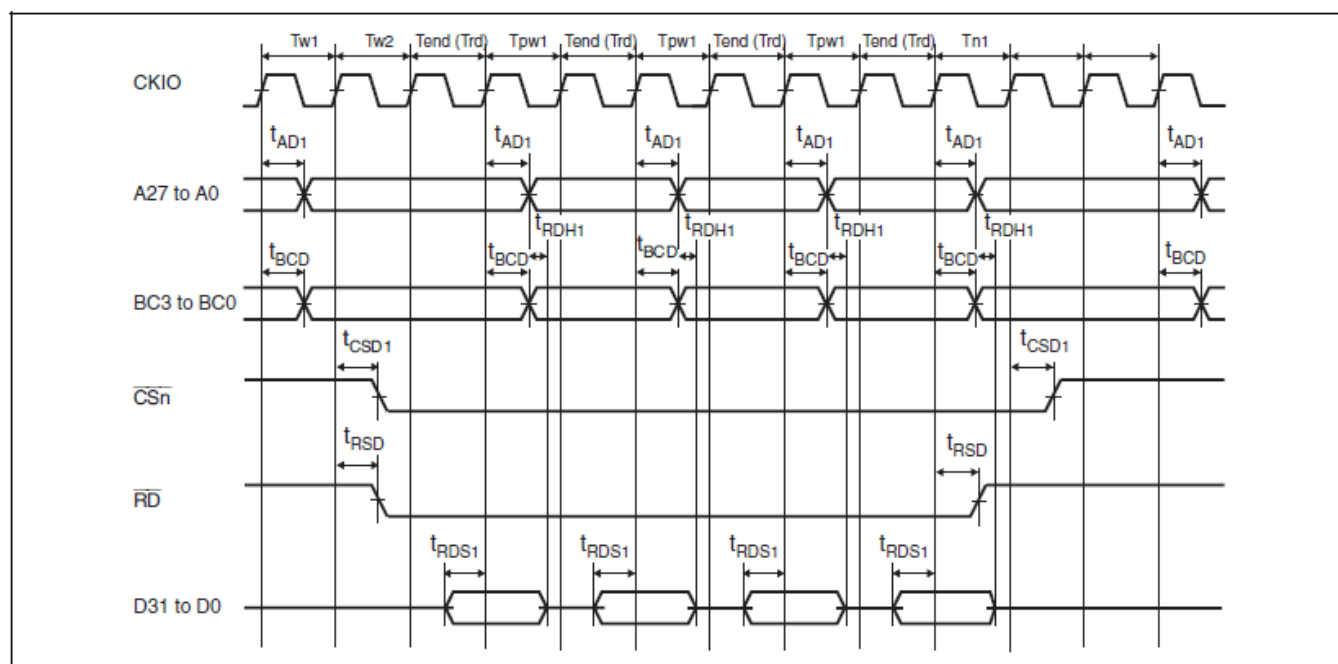 Tw1 Tw2 Tend (Trd) Tpw1 Tend (Trd) Tpw1 Tend (Trd) Tpw1 Tend (Trd) Tn1
CKIO
tAD1 tAD1 tAD1 tAD1 tAD1 tAD1
A27 to A0
tRDH1 tRDH1 tRDH1 tRDH1
tBCD tBCD tBCD tBCD tBCD tBCD
BC3 to BC0
tCSD1 tCSD1
CSn
tRSD tRSD
RD
tRDS1 tRDS1 tRDS1 tRDS1
D31 to D0